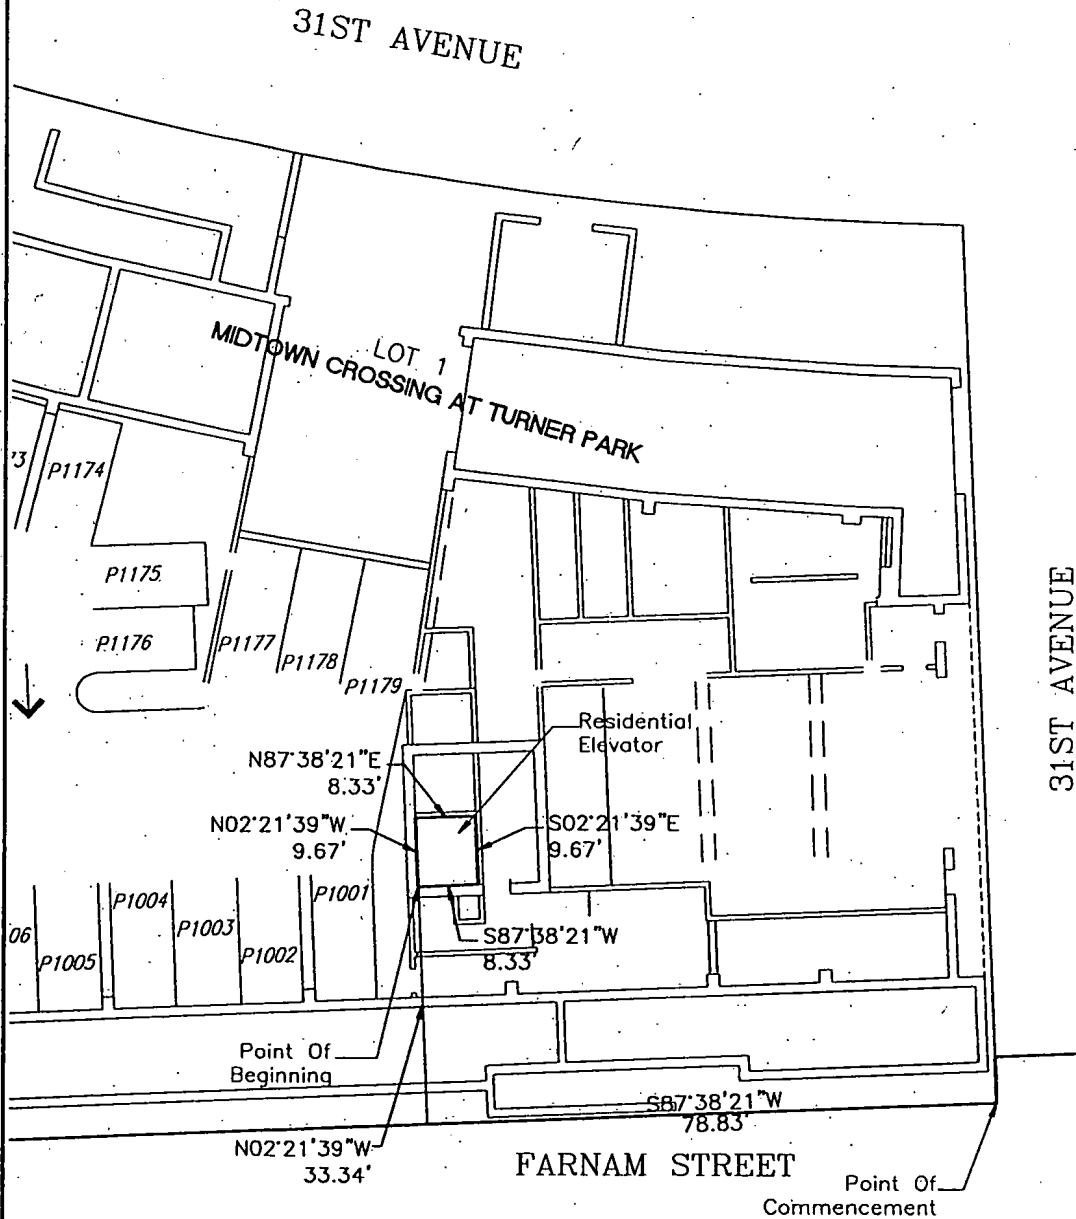 31ST AVENUE
LOT 1
MIDTOWN CROSSING AT TURNER PARK
'3
P1174
P1175
P1176
P1177
P1178
P1179
31ST AVENUE
Residential
Elevator
N87°38'21"E
8.33'
N02°21'39"W
9.67'
S02°21'39"E
9.67'
P1001
P1004
P1003
06
P1005
P1002
S87°38'21"W
8.33'
Point Of
Beginning
S87°38'21"W
78.83'
N02°21'39"W
33.34'
FARNAM STREET
Point Of
Commencement